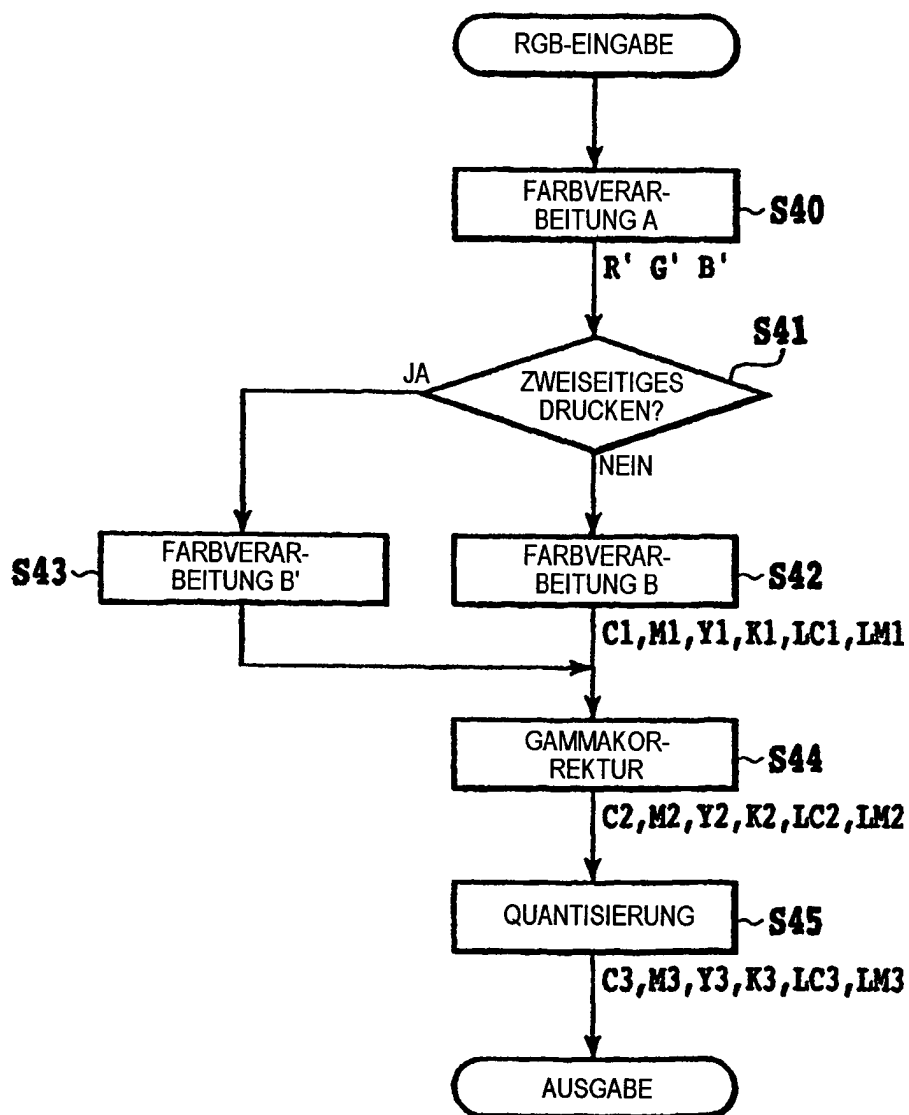 RGB-EINGABE
FARBVERAR-
BEITUNG A
S40
R' G' B'
S41
JA
ZWEISEITIGES
DRUCKEN?
NEIN
S43
FARBVERAR-
BEITUNG B'
FARBVERAR-
BEITUNG B
S42
C1,M1,Y1,K1,LC1,LM1
GAMMAKOR-
REKTUR
S44
C2,M2,Y2,K2,LC2,LM2
QUANTISIERUNG
S45
C3,M3,Y3,K3,LC3,LM3
AUSGABE